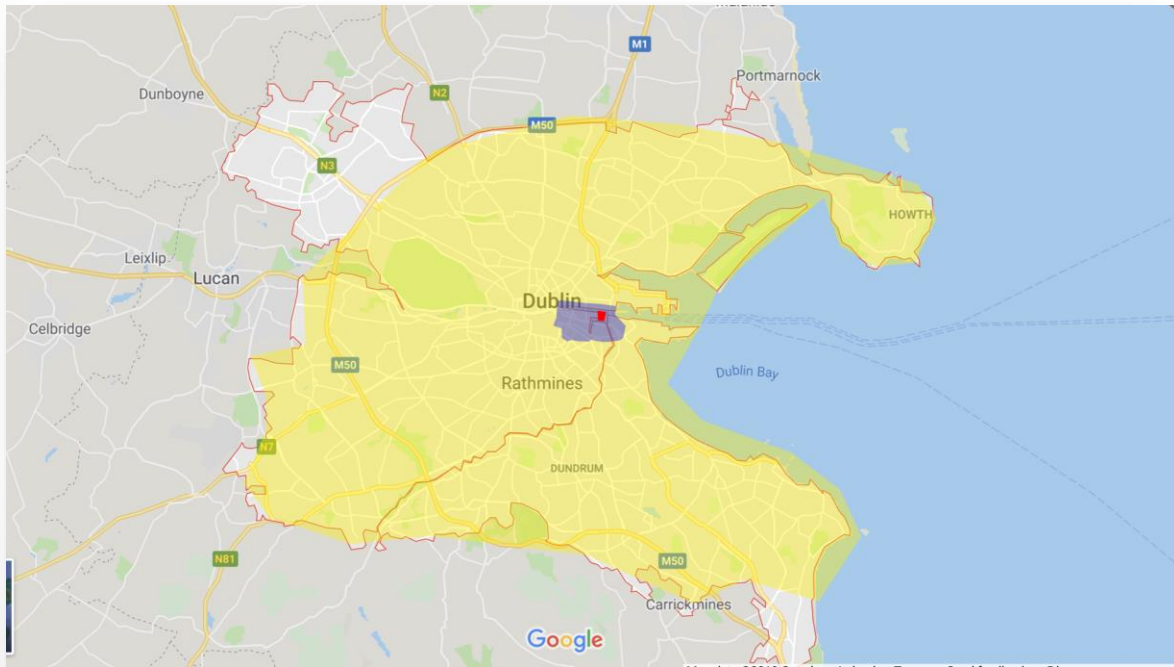 M1
Portmarnock
Dunboyne
N2
M50
N3
HOWTH
Leixlip
Lucan
Dublin
Celbridge
M50
Dublin Bay
Rathmines
N7
DUNDRUM
N81
M50
Carrickmines
Google